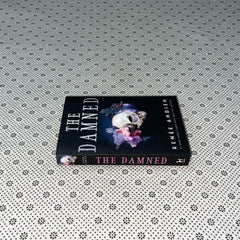 THE
DAMNED
RENÉE AHDIEH
THE DAMNED